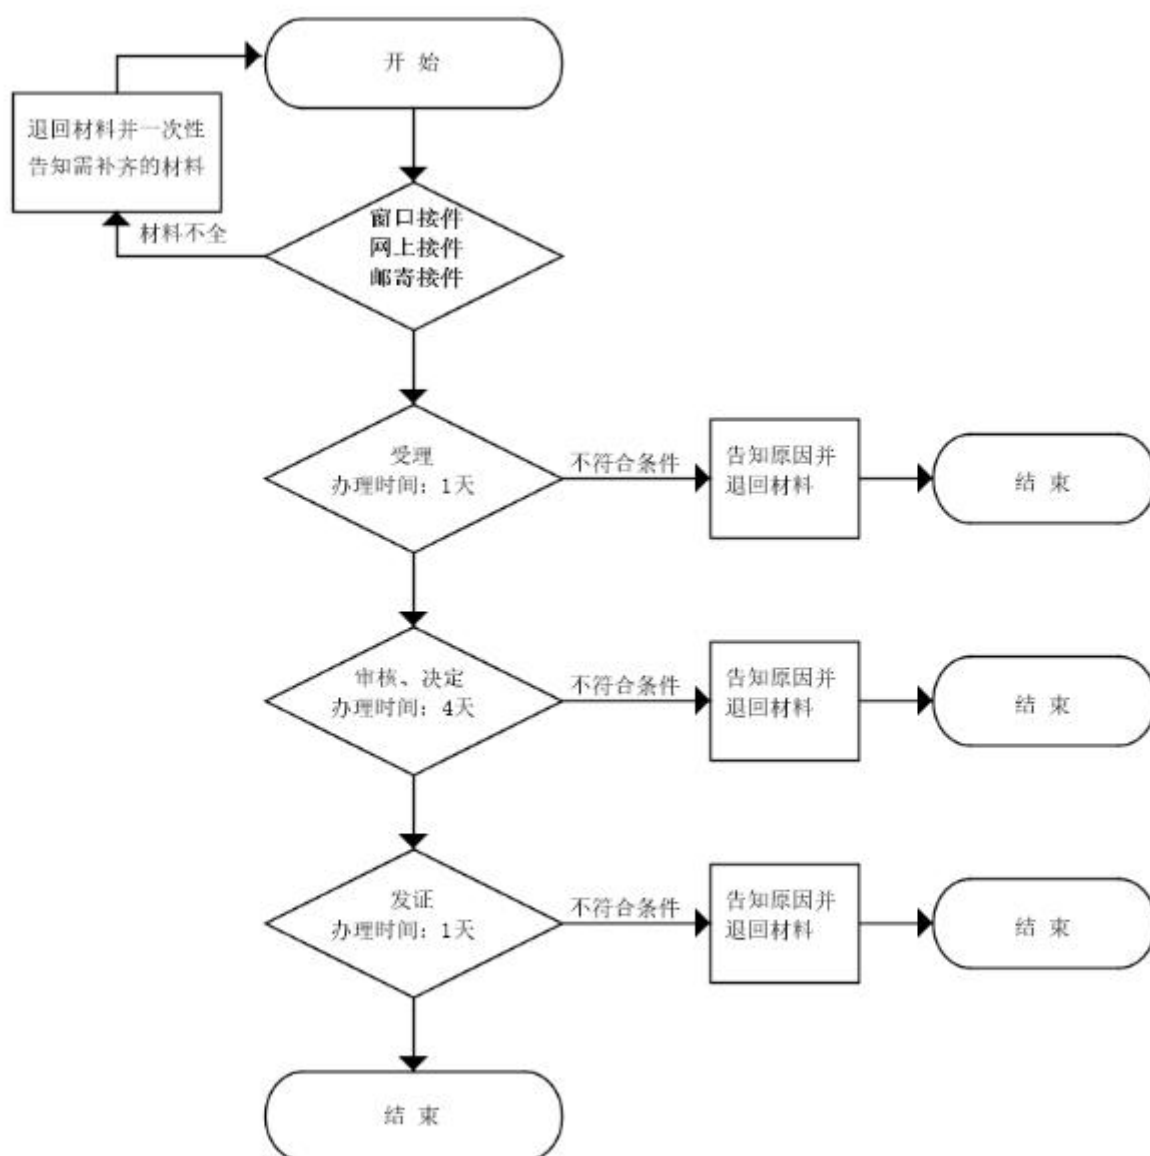 开 始
退回材料并一次性
告知需补齐的材料
材料不全
窗口接件
网上接件
邮寄接件
受理
办理时间：1天
不符合条件
告知原因并
退回材料
结 束
审核、决定
办理时间：4天
不符合条件
告知原因并
退回材料
结 束
发证
办理时间：1天
不符合条件
告知原因并
退回材料
结 束
结 束